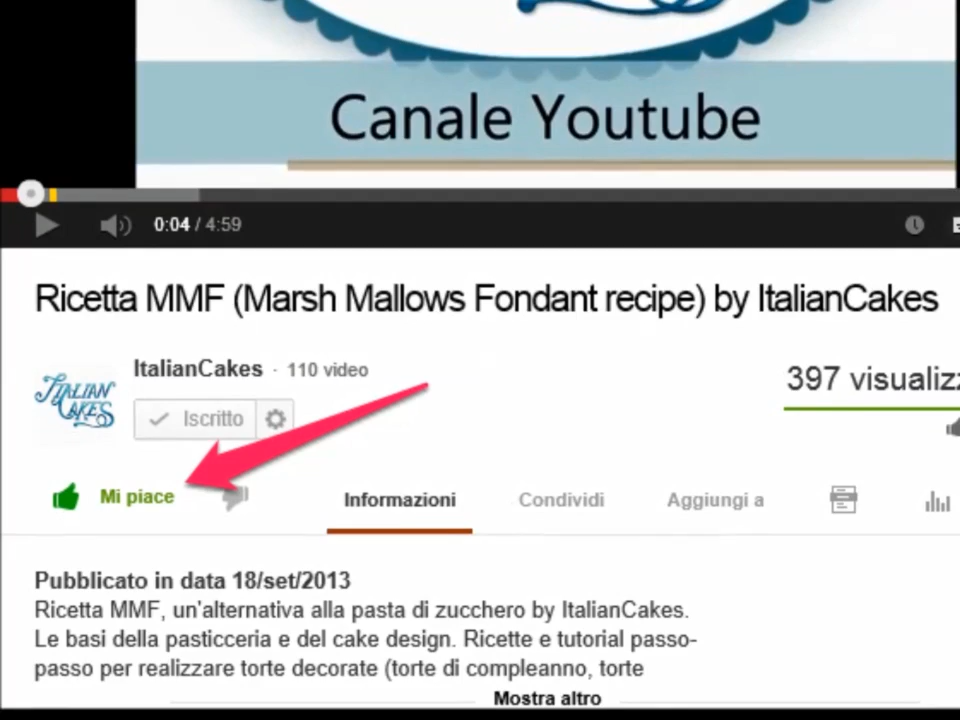 Canale Youtube
0:04 / 4:59
Ricetta MMF (Marsh Mallows Fondant recipe) by ItalianCakes
ItalianCakes · 110 video
397 visualizz
ITALIAN
CAKES
Iscritto
Mi piace
Informazioni
Condividi
Aggiungi a
Pubblicato in data 18/set/2013
Ricetta MMF, un'alternativa alla pasta di zucchero by ItalianCakes.
Le basi della pasticceria e del cake design. Ricette e tutorial passo-
passo per realizzare torte decorate (torte di compleanno, torte
Mostra altro